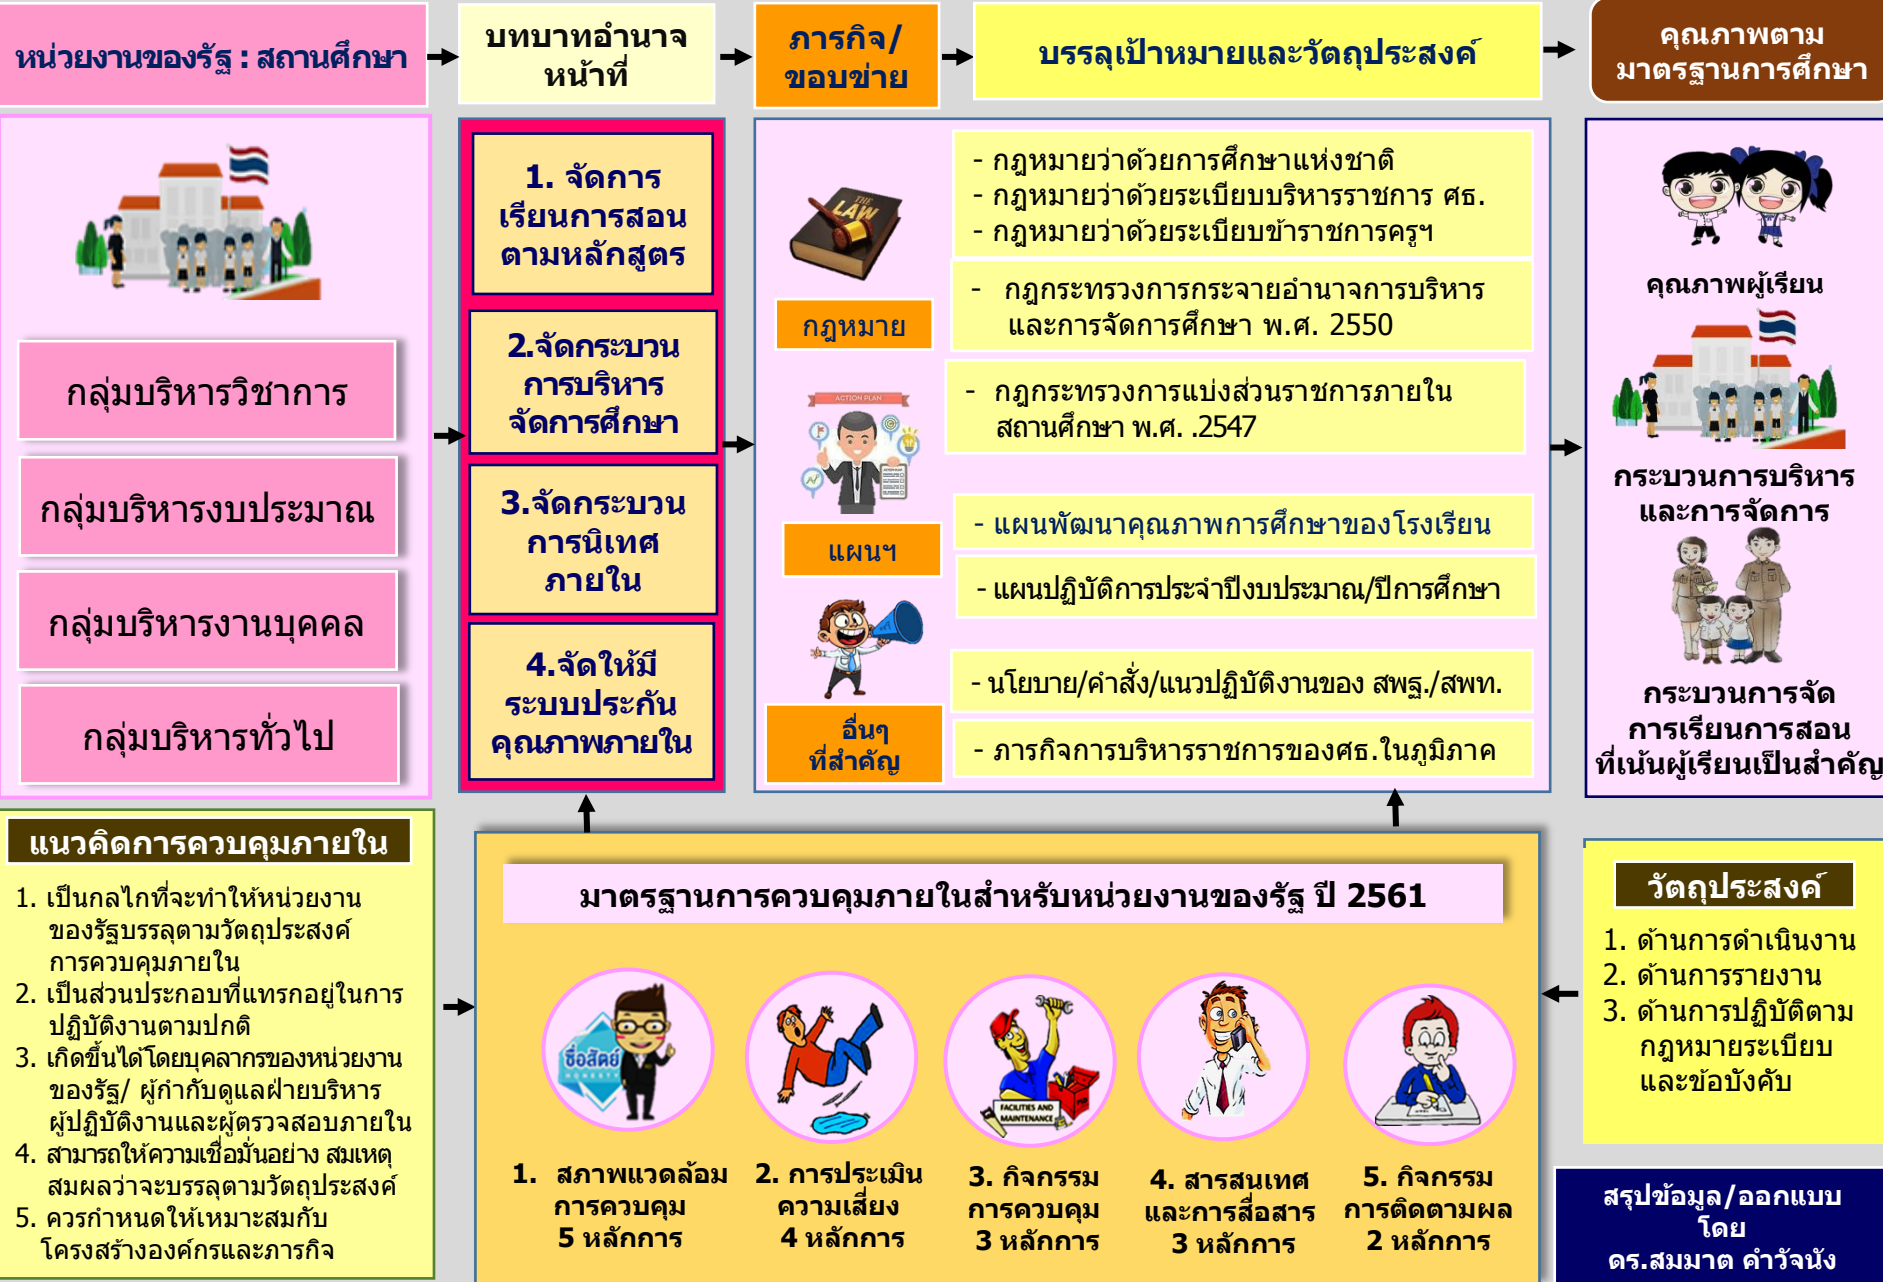 หน่วยงานของรัฐ : สถานศึกษา
บทบาทอำนาจ
หน้าที่
ภารกิจ/
ขอบข่าย
บรรลุเป้าหมายและวัตถุประสงค์
คุณภาพตาม
มาตรฐานการศึกษา
กลุ่มบริหารวิชาการ
กลุ่มบริหารงบประมาณ
กลุ่มบริหารงานบุคคล
กลุ่มบริหารทั่วไป
1. จัดการ
เรียนการสอน
ตามหลักสูตร
2.จัดกระบวน
การบริหาร
จัดการศึกษา
3.จัดกระบวน
การนิเทศ
ภายใน
4.จัดให้มี
ระบบประกัน
คุณภาพภายใน
THE
LAW
กฎหมาย
- กฎหมายว่าด้วยการศึกษาแห่งชาติ
- กฎหมายว่าด้วยระเบียบบริหารราชการ ศธ.
- กฎหมายว่าด้วยระเบียบข้าราชการครูฯ
- กฎกระทรวงการกระจายอำนาจการบริหาร
และการจัดการศึกษา พ.ศ. 2550
- กฎกระทรวงการแบ่งส่วนราชการภายใน
สถานศึกษา พ.ศ. .2547
ACTION PLAN
แผนฯ
- แผนพัฒนาคุณภาพการศึกษาของโรงเรียน
- แผนปฏิบัติการประจำปีงบประมาณ/ปีการศึกษา
อื่นๆ
ที่สำคัญ
- นโยบาย/คำสั่ง/แนวปฏิบัติงานของ สพฐ./สพท.
- ภารกิจการบริหารราชการของศธ.ในภูมิภาค
คุณภาพผู้เรียน
กระบวนการบริหาร
และการจัดการ
กระบวนการจัด
การเรียนการสอน
ที่เน้นผู้เรียนเป็นสำคัญ
แนวคิดการควบคุมภายใน
1. เป็นกลไกที่จะทำให้หน่วยงาน
ของรัฐบรรลุตามวัตถุประสงค์
การควบคุมภายใน
2. เป็นส่วนประกอบที่แทรกอยู่ในการ
ปฏิบัติงานตามปกติ
3. เกิดขึ้นได้โดยบุคลากรของหน่วยงาน
ของรัฐ/ ผู้กำกับดูแลฝ่ายบริหาร
ผู้ปฏิบัติงานและผู้ตรวจสอบภายใน
4. สามารถให้ความเชื่อมั่นอย่าง สมเหตุ
สมผลว่าจะบรรลุตามวัตถุประสงค์
5. ควรกำหนดให้เหมาะสมกับ
โครงสร้างองค์กรและภารกิจ
มาตรฐานการควบคุมภายในสำหรับหน่วยงานของรัฐ ปี 2561
ซื่อสัตย์
HONESTY
FACILITIES AND
MAINTENANCE
1. สภาพแวดล้อม
การควบคุม
5 หลักการ
2. การประเมิน
ความเสี่ยง
4 หลักการ
3. กิจกรรม
การควบคุม
3 หลักการ
4. สารสนเทศ
และการสื่อสาร
3 หลักการ
5. กิจกรรม
การติดตามผล
2 หลักการ
วัตถุประสงค์
1. ด้านการดำเนินงาน
2. ด้านการรายงาน
3. ด้านการปฏิบัติตาม
กฎหมายระเบียบ
และข้อบังคับ
สรุปข้อมูล/ออกแบบ
โดย
ดร.สมมาต คำวัจนัง